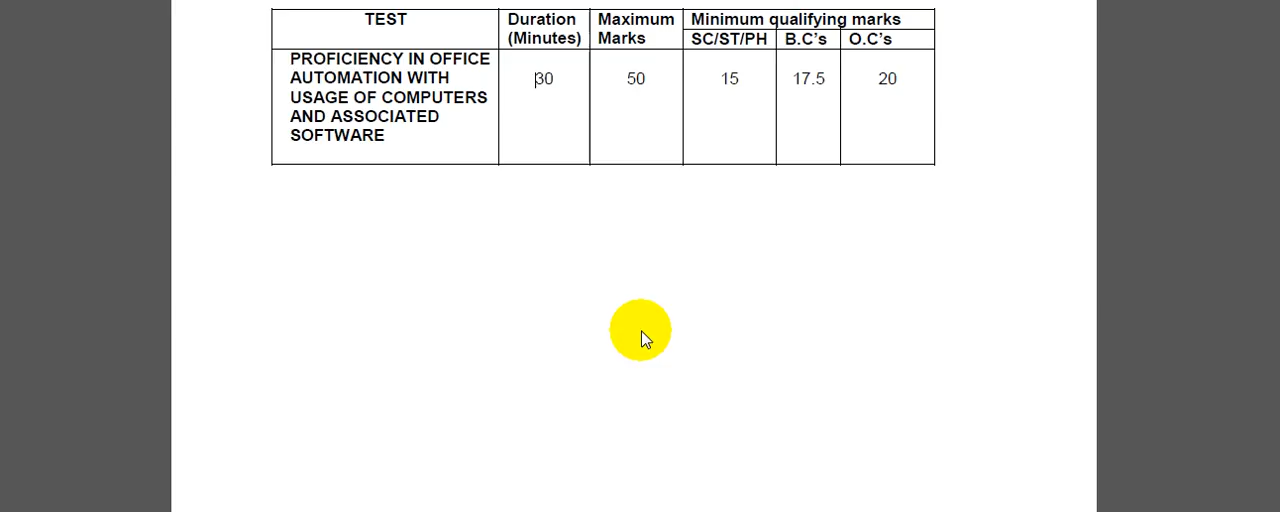 TEST Duration Maximum Minimum qualifying marks
(Minutes) Marks SC/ST/PH B.C’s O.C’s
PROFICIENCY IN OFFICE
AUTOMATION WITH 30 50 15 17.5 20
USAGE OF COMPUTERS
AND ASSOCIATED
SOFTWARE